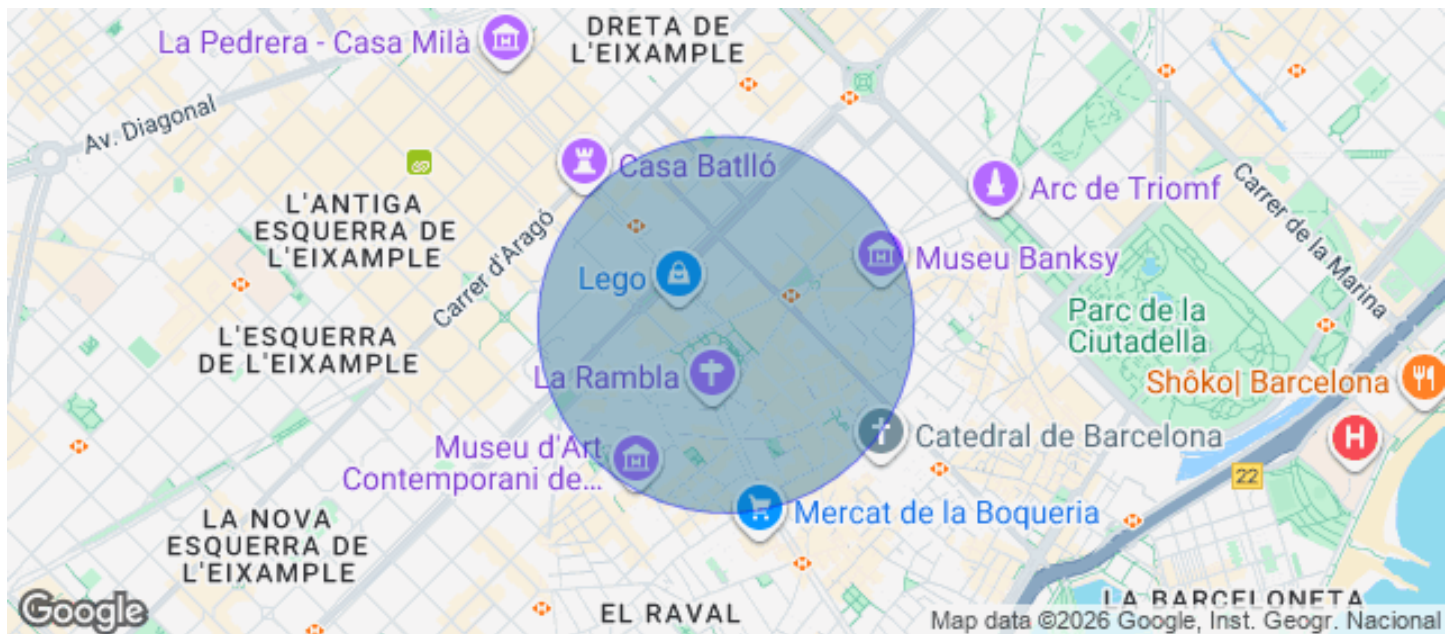 La Pedrera - Casa Milà
DRETA DE
L'EIXAMPLE
Av. Diagonal
Casa Batlló
Arc de Triomf
Carrer de la Marina
L'ANTIGA
ESQUERRA DE
L'EIXAMPLE
Carrer d'Aragó
Lego
Museu Banksy
Parc de la
Ciutadella
L'ESQUERRA
DE L'EIXAMPLE
La Rambla
Shôko| Barcelona
H
Museu d'Art
Contemporani de...
Catedral de Barcelona
22
Mercat de la Boqueria
LA NOVA
ESQUERRA DE
L'EIXAMPLE
EL RAVAL
LA BARCELONETA
Google
Map data ©2026 Google, Inst. Geogr. Nacional